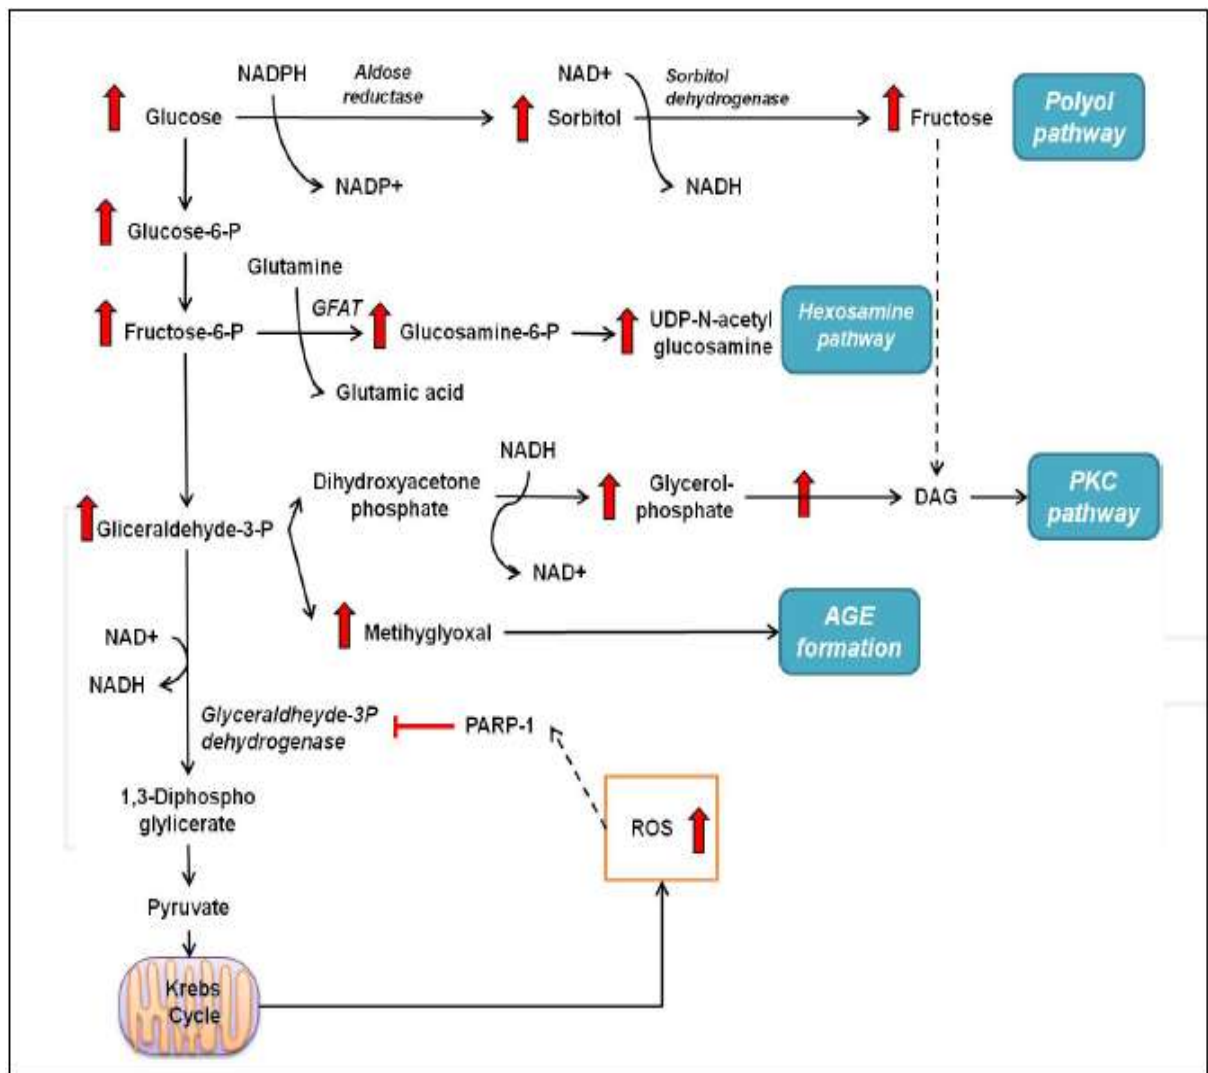 NADPH
Aldose
reductase
NAD+
Sorbitol
dehydrogenase
Glucose
Sorbitol
Fructose
Polyol
pathway
NADP+
NADH
Glucose-6-P
Glutamine
GFAT
Fructose-6-P
Glucosamine-6-P
UDP-N-acetyl
glucosamine
Hexosamine
pathway
Glutamic acid
NADH
Dihydroxyacetone
phosphate
Glycerol-
phosphate
DAG
PKC
pathway
Gliceraldehyde-3-P
NAD+
Metihyglyoxal
AGE
formation
NAD+
NADH
Glyceraldheyde-3P
dehydrogenase
PARP-1
1,3-Diphospho
glylicerate
ROS
Pyruvate
Krebs
Cycle